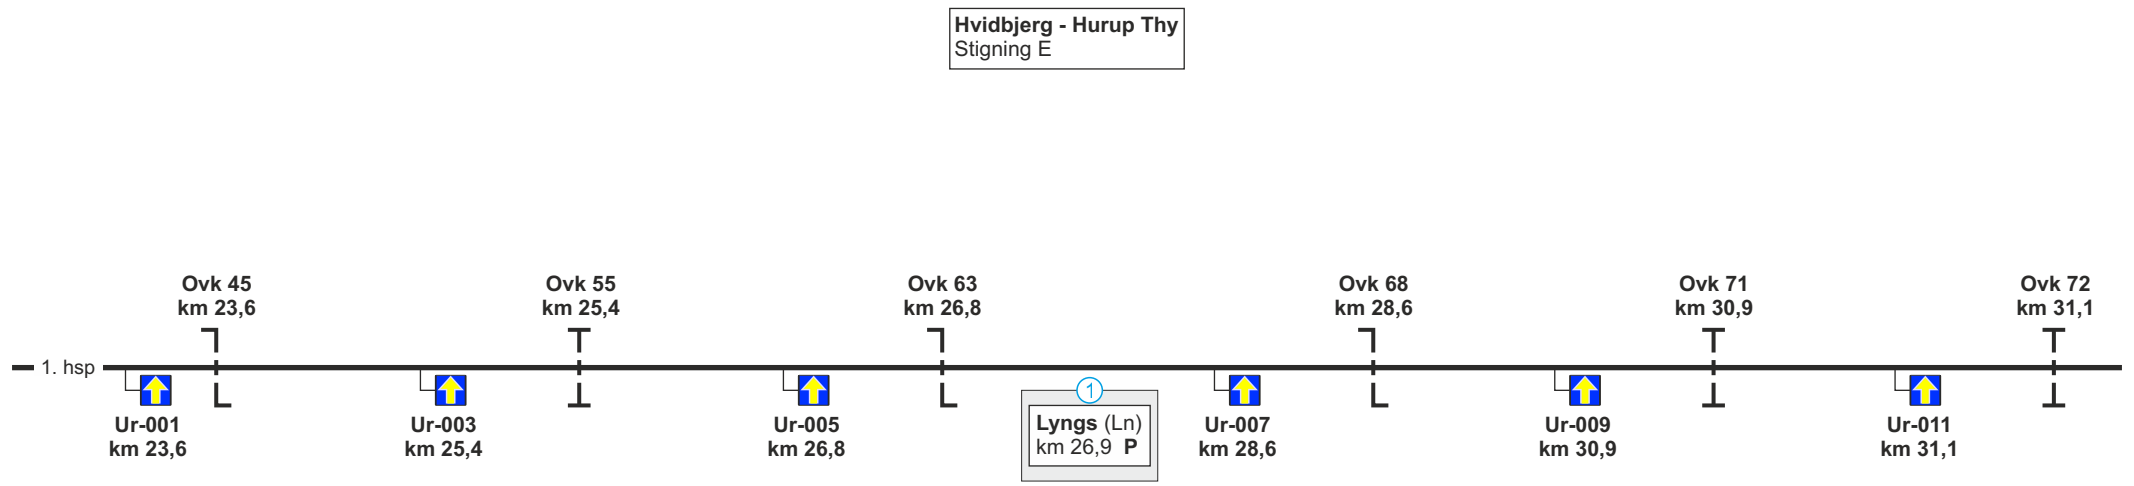 Hvidbjerg - Hurup Thy
Stigning E
Ovk 45
km 23,6
Ovk 55
km 25,4
Ovk 63
km 26,8
Ovk 68
km 28,6
Ovk 71
km 30,9
Ovk 72
km 31,1
1. hsp
Ur-001
km 23,6
Ur-003
km 25,4
Ur-005
km 26,8
1
Lyngs (Ln)
km 26,9 P
Ur-007
km 28,6
Ur-009
km 30,9
Ur-011
km 31,1